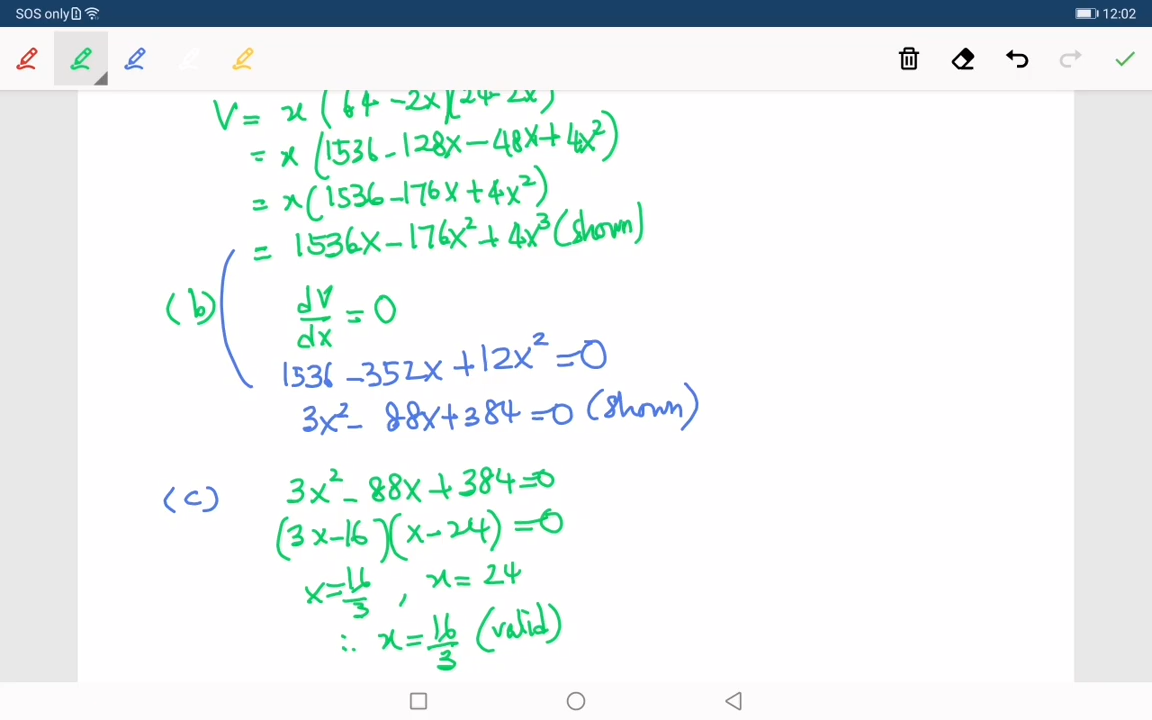 SOS only 12:02
V = x (64 - 2x)(24 - 2x)
= x (1536 - 128x - 48x + 4x²)
= x(1536 - 176x + 4x²)
= 1536x - 176x² + 4x³ (shown)
(b) dV/dx = 0
1536 - 352x + 12x² = 0
3x² - 88x + 384 = 0 (shown)
(c) 3x² - 88x + 384 = 0
(3x - 16)(x - 24) = 0
x = 16/3 , x = 24
∴ x = 16/3 (valid)